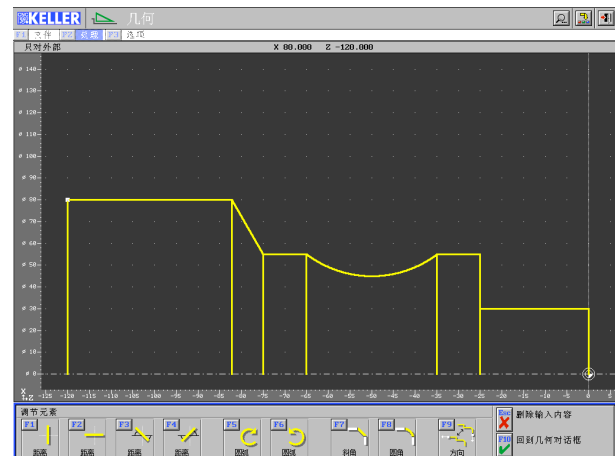 KELLER 几何
F1 文件 F2 F3 选项
只对外部 X 80.000 Z -120.000
ø 140
ø 130
ø 120
ø 110
ø 100
ø 90
ø 80
ø 70
ø 60
ø 50
ø 40
ø 30
ø 20
ø 10
ø 0
X
Z -125 -120 -115 -110 -105 -100 -95 -90 -85 -80 -75 -70 -65 -60 -55 -50 -45 -40 -35 -30 -25 -20 -15 -10 -5 0 5
调节元素
F1 F2 F3 F4 F5 F6 F7 F8 F9 Esc 删除输入内容
距离 距离 距离 距离 圆弧 圆弧 斜角 圆角 方向 F10 回到几何对话框